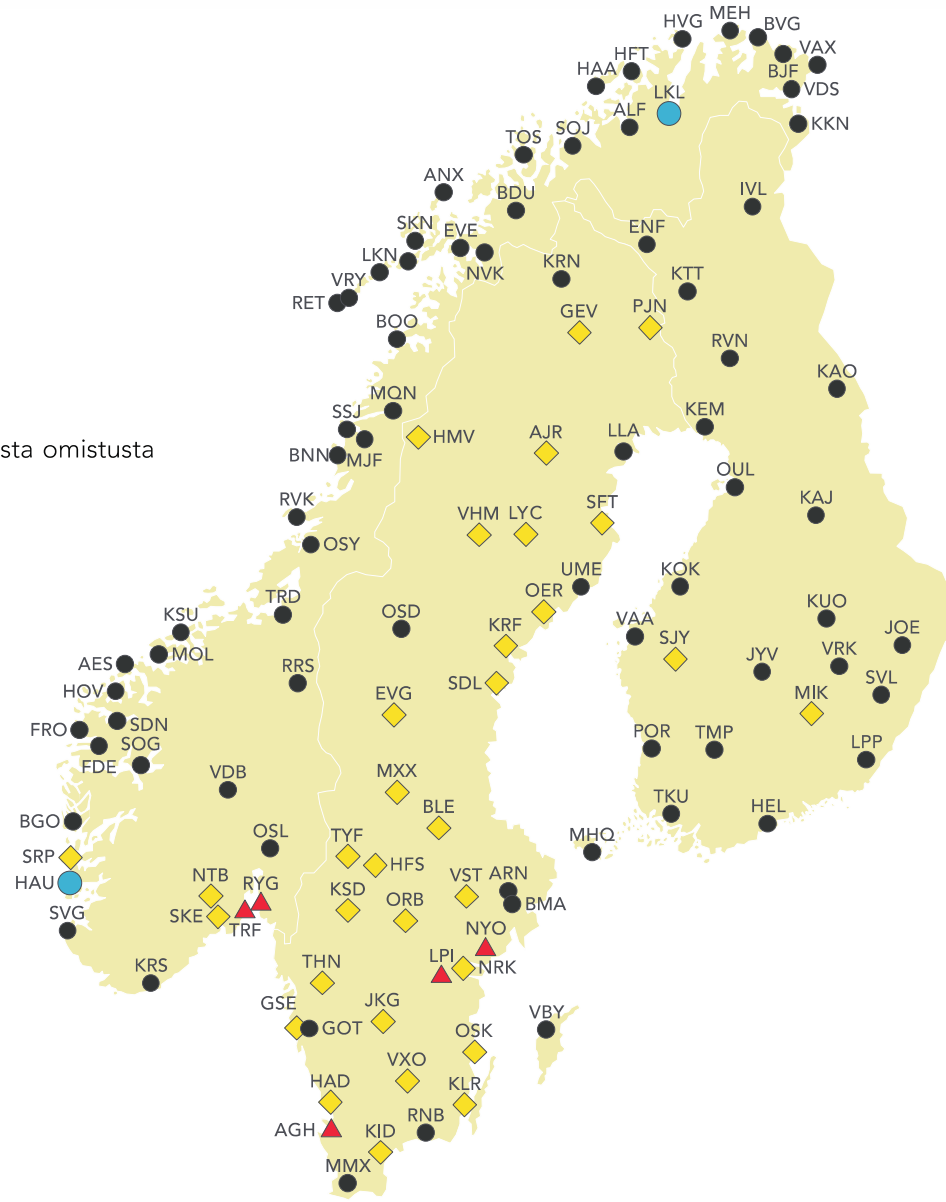 MEH
HVG
BVG
VAX
HFT
HAA
BJF
LKL
VDS
ALF
KKN
SOJ
TOS
ANX
BDU
IVL
SKN
EVE
ENF
LKN
NVK
KRN
KTT
VRY
RET
GEV
PJN
BOO
RVN
KAO
MQN
SSJ
KEM
HMV
AJR
LLA
sta omistusta
BNN
MJF
OUL
RVK
VHM
LYC
SFT
KAJ
OSY
UME
KOK
OER
TRD
OSD
KUO
KSU
KRF
VAA
JOE
SJY
MOL
AES
RRS
JYV
VRK
HOV
SDL
SVL
EVG
MIK
FRO
SDN
SOG
FDE
POR
TMP
LPP
VDB
MXX
BLE
TKU
HEL
BGO
OSL
TYF
MHQ
SRP
HFS
HAU
NTB
RYG
KSD
ORB
VST
ARN
BMA
SVG
SKE
TRF
NYO
KRS
THN
LPI
NRK
GSE
GOT
JKG
VBY
OSK
VXO
HAD
KLR
AGH
KID
RNB
MMX